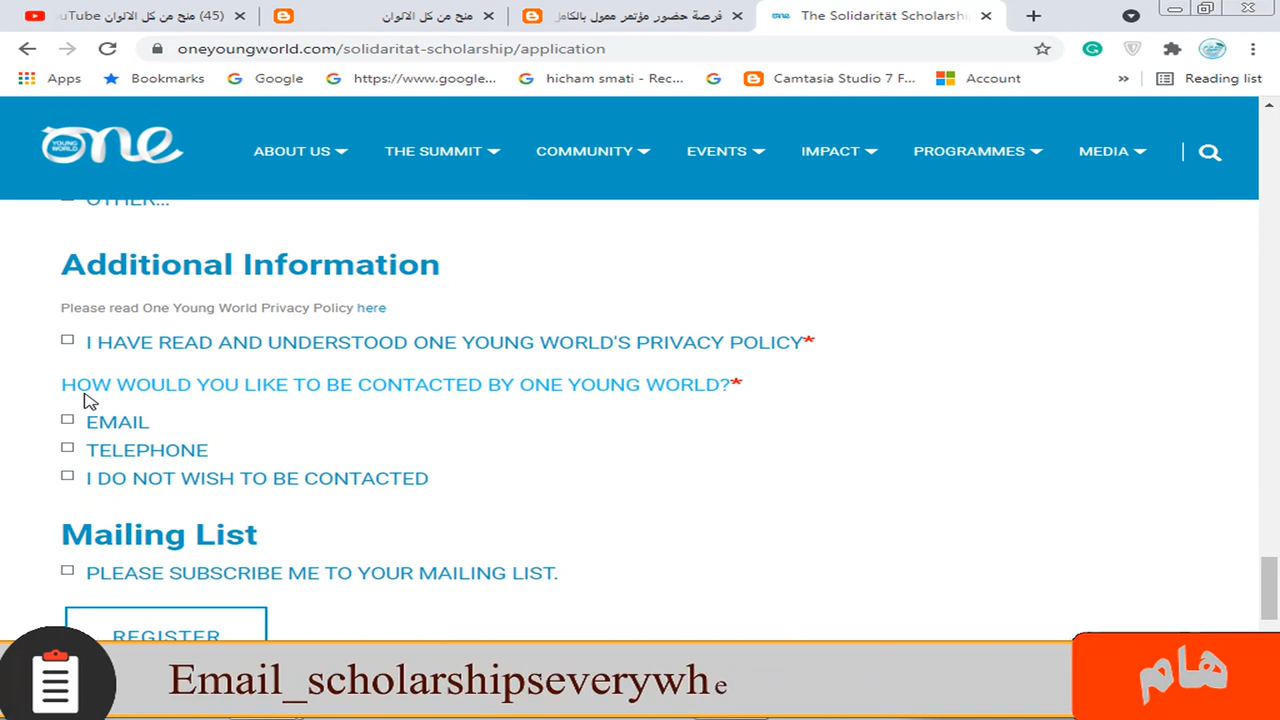 uTube منح من كل الالوان (45)
منح من كل الالوان
فرصة حضور مؤتمر ممول بالكامل
The Solidarität Scholarship
oneyoungworld.com/solidaritat-scholarship/application
Apps Bookmarks Google https://www.google... hicham smati - Rec... Camtasia Studio 7 F... Account » Reading list
YOUNG WORLD one
ABOUT US THE SUMMIT COMMUNITY EVENTS IMPACT PROGRAMMES MEDIA
OTHER...
Additional Information
Please read One Young World Privacy Policy here
I HAVE READ AND UNDERSTOOD ONE YOUNG WORLD'S PRIVACY POLICY*
HOW WOULD YOU LIKE TO BE CONTACTED BY ONE YOUNG WORLD?*
EMAIL
TELEPHONE
I DO NOT WISH TO BE CONTACTED
Mailing List
PLEASE SUBSCRIBE ME TO YOUR MAILING LIST.
REGISTER
Email_scholarshipseverywhe
هام